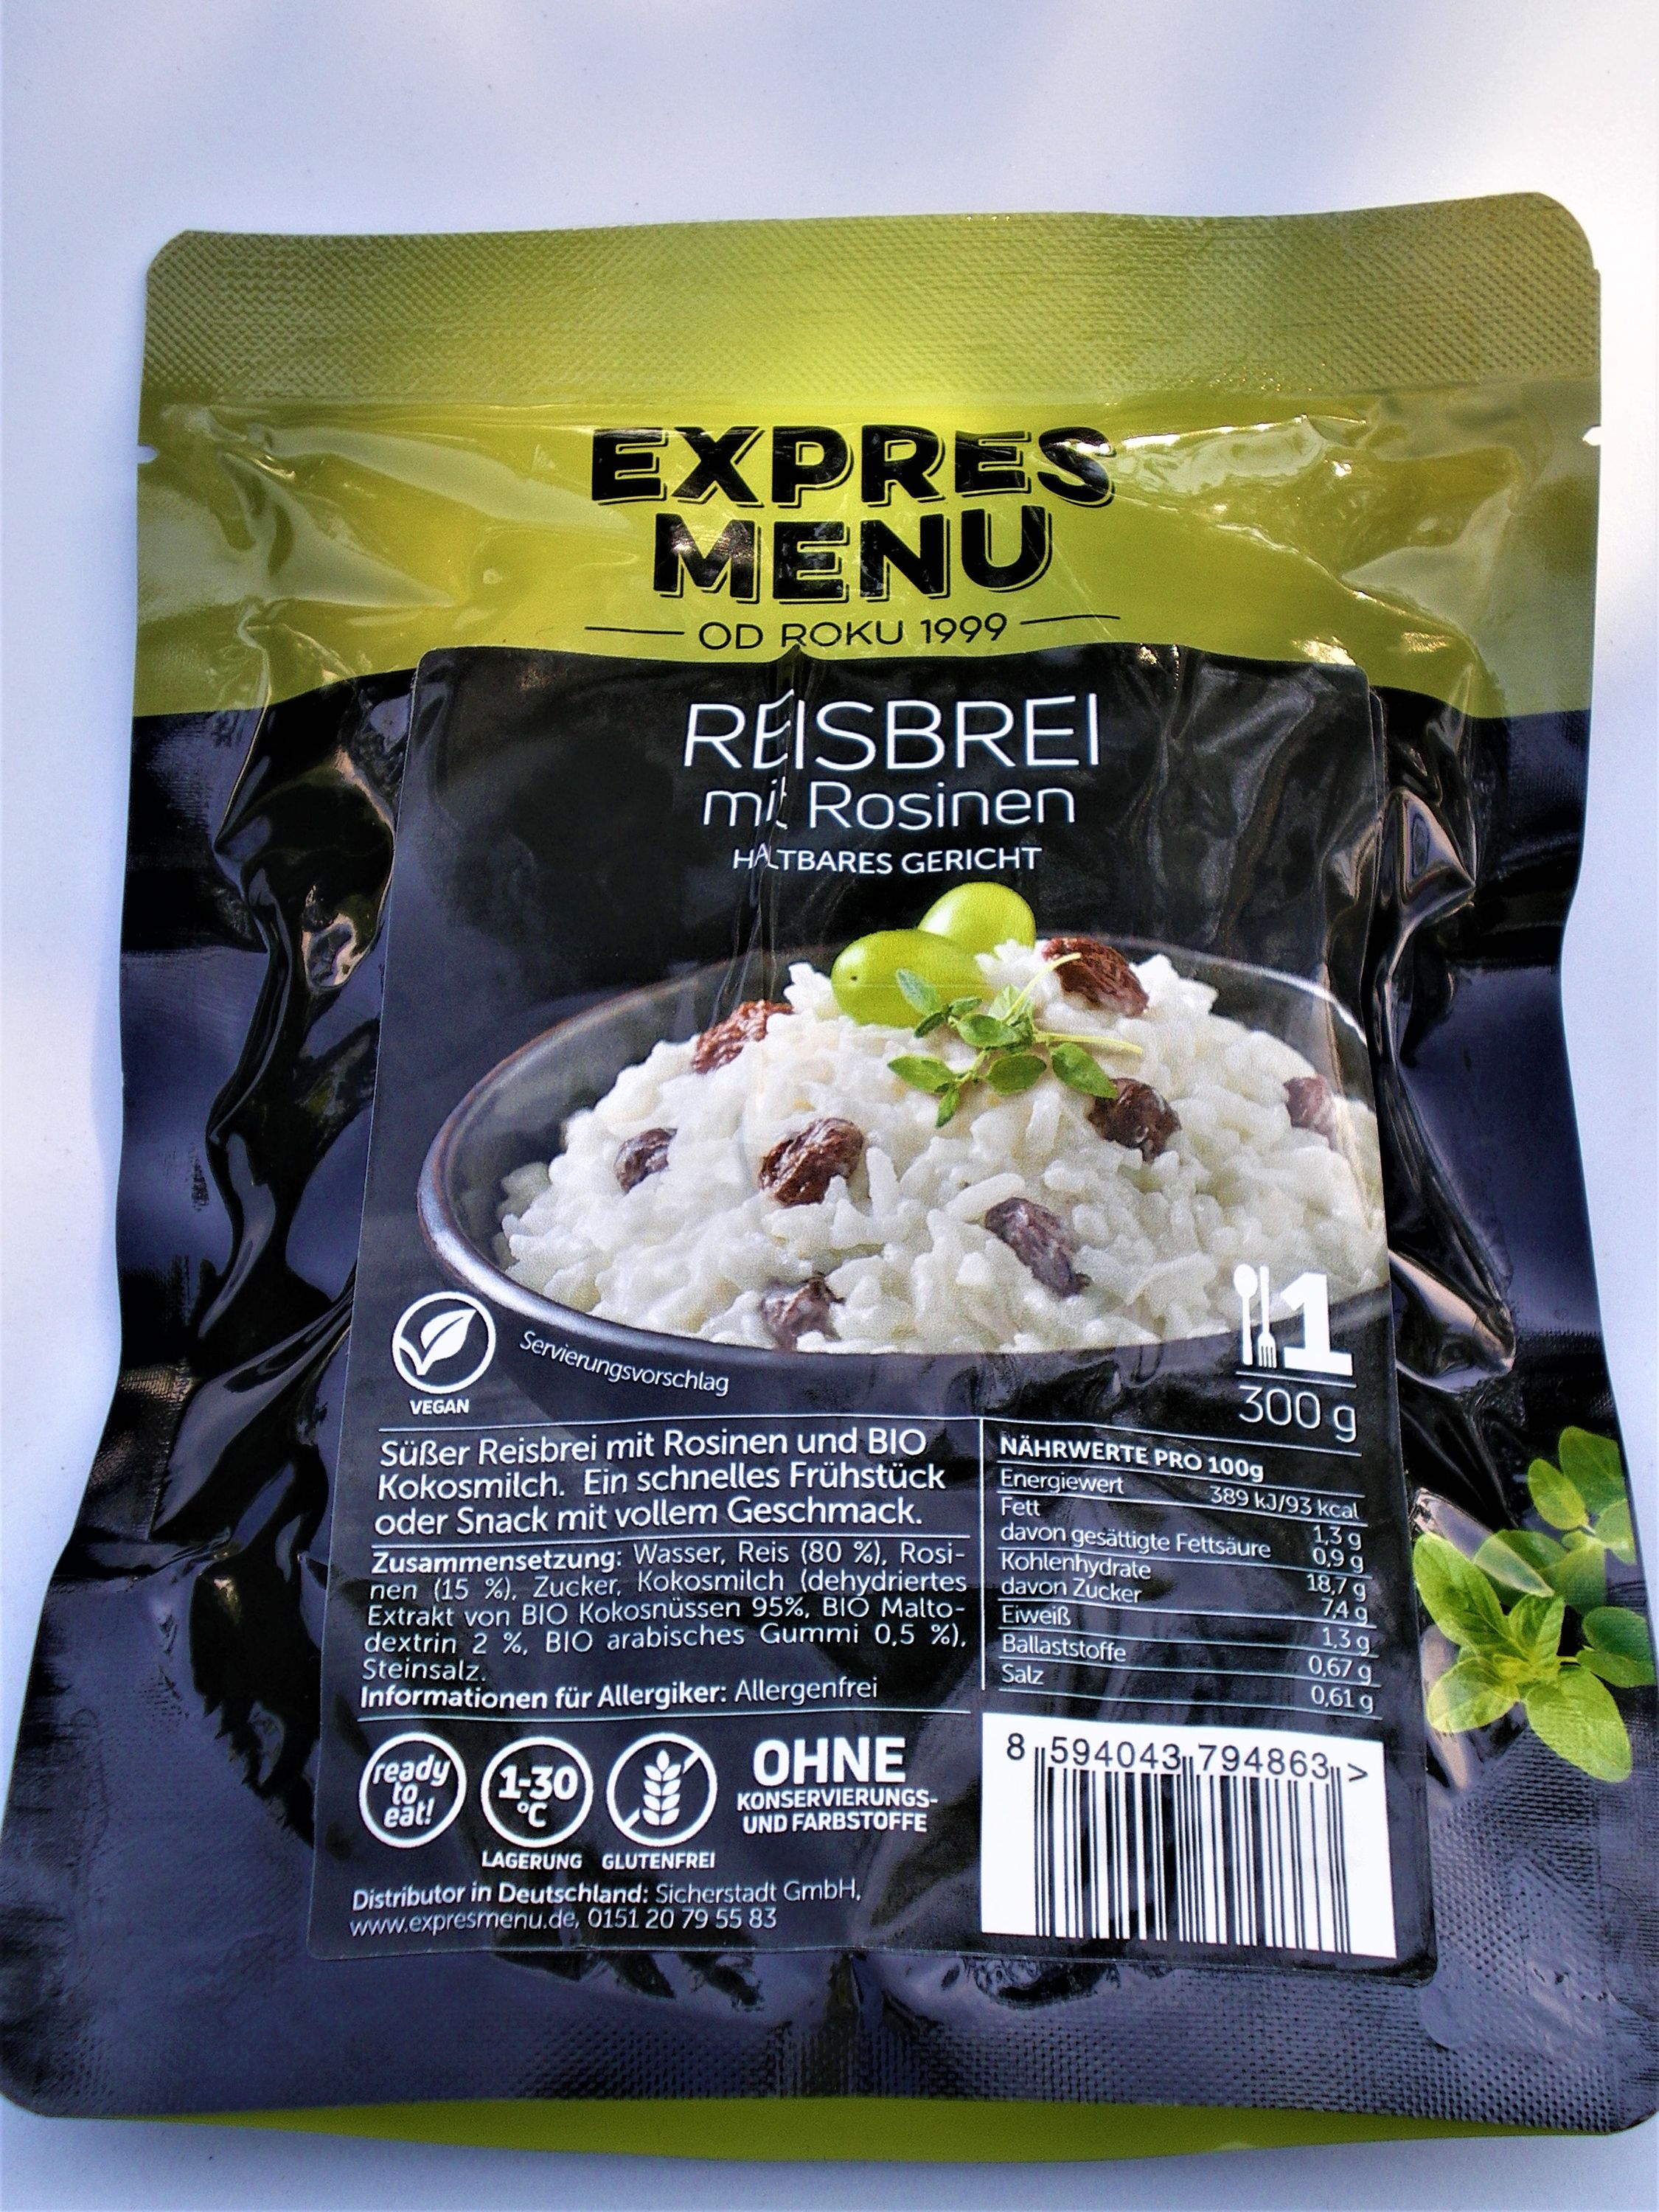 EXPRES
MENU
OD ROKU 1999
REISBREI
mit Rosinen
HALTBARES GERICHT
1
300 g
VEGAN
Servierungsvorschlag
Süßer Reisbrei mit Rosinen und BIO
Kokosmilch. Ein schnelles Frühstück
oder Snack mit vollem Geschmack.
Zusammensetzung: Wasser, Reis (80 %), Rosi-
nen (15 %), Zucker, Kokosmilch (dehydriertes
Extrakt von BIO Kokosnüssen 95%, BIO Malto-
dextrin 2 %, BIO arabisches Gummi 0,5 %),
Steinsalz.
Informationen für Allergiker: Allergenfrei
NÄHRWERTE PRO 100g
Energiewert 389 kJ/93 kcal
Fett 1,3 g
davon gesättigte Fettsäure 0,9 g
Kohlenhydrate 18,7 g
davon Zucker 7,4 g
Eiweiß 1,3 g
Ballaststoffe 0,67 g
Salz 0,61 g
ready
to
eat!
1-30
°C
LAGERUNG
GLUTENFREI
OHNE
KONSERVIERUNGS-
UND FARBSTOFFE
Distributor in Deutschland: Sicherstadt GmbH,
www.expresmenu.de, 0151 20 79 55 83
8 594043 794863 >